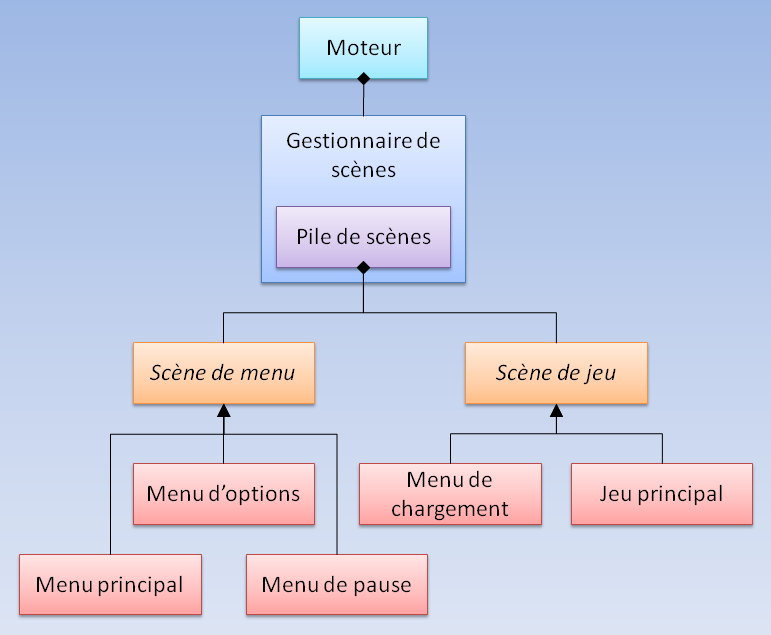 Moteur
Gestionnaire de
scènes
Pile de scènes
Scène de menu
Scène de jeu
Menu d'options
Menu de
chargement
Jeu principal
Menu principal
Menu de pause